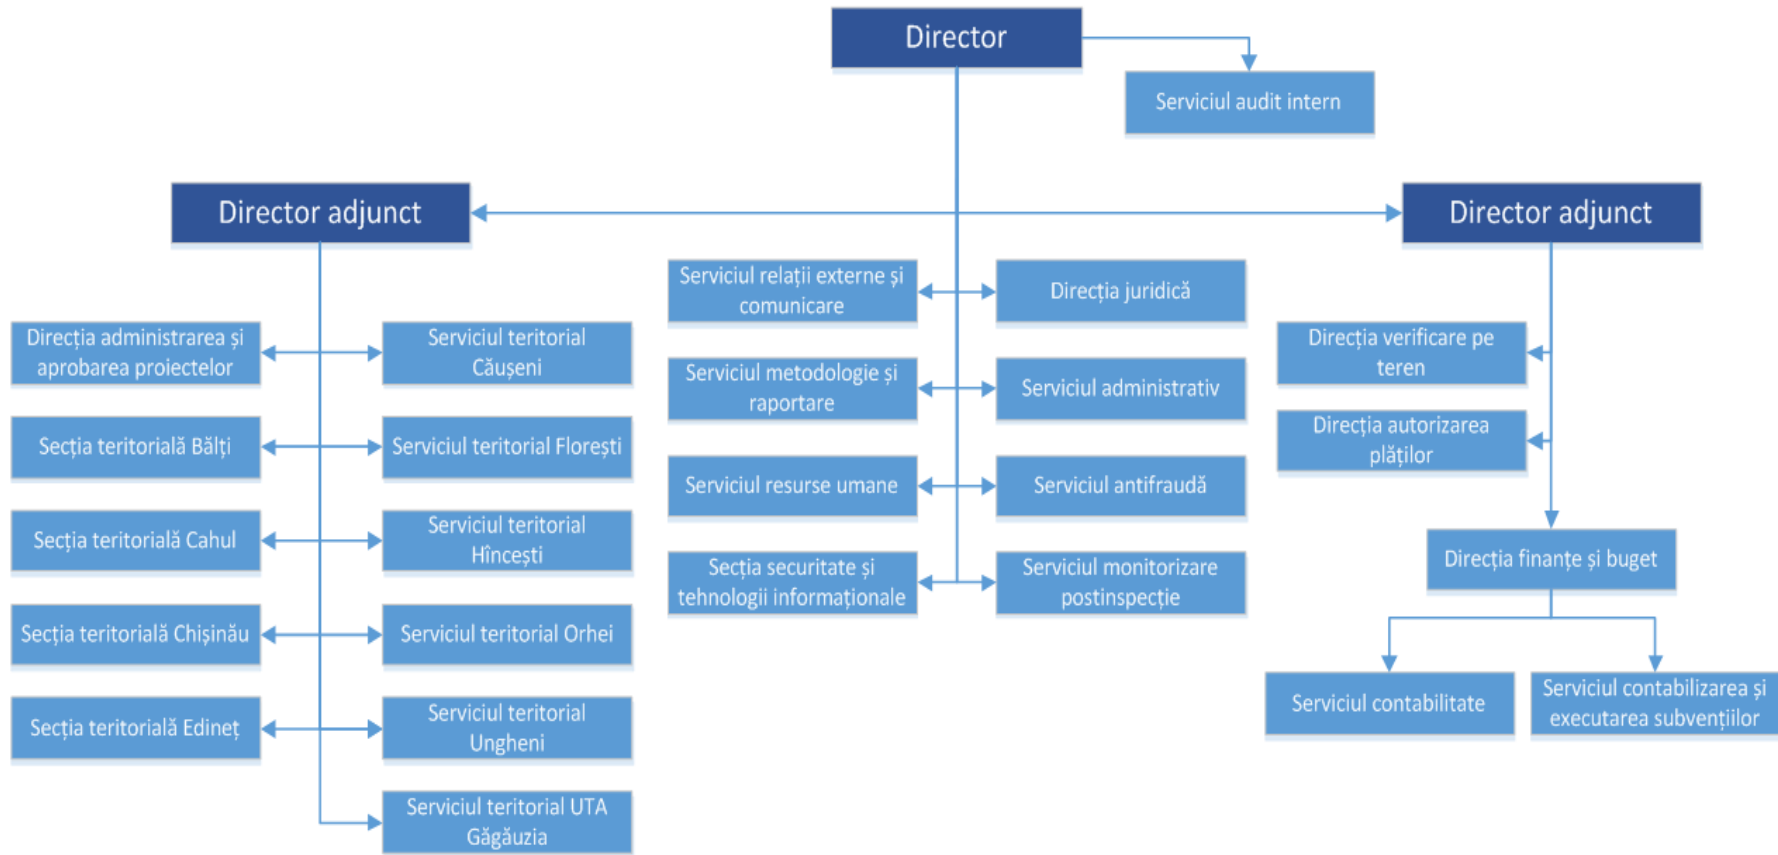 Director
Serviciul audit intern
Director adjunct
Director adjunct
Serviciul relații externe și
comunicare
Direcția juridică
Direcția administrarea și
aprobarea proiectelor
Serviciul teritorial
Căușeni
Direcția verificare pe
teren
Serviciul metodologie și
raportare
Serviciul administrativ
Secția teritorială Bălți
Serviciul teritorial Florești
Direcția autorizarea
plăților
Serviciul resurse umane
Serviciul antifraudă
Secția teritorială Cahul
Serviciul teritorial
Hîncești
Direcția finanțe și buget
Secția securitate și
tehnologii informaționale
Serviciul monitorizare
postinspecție
Secția teritorială Chișinău
Serviciul teritorial Orhei
Secția teritorială Edineț
Serviciul teritorial
Ungheni
Serviciul contabilitate
Serviciul contabilizarea și
executarea subvențiilor
Serviciul teritorial UTA
Găgăuzia